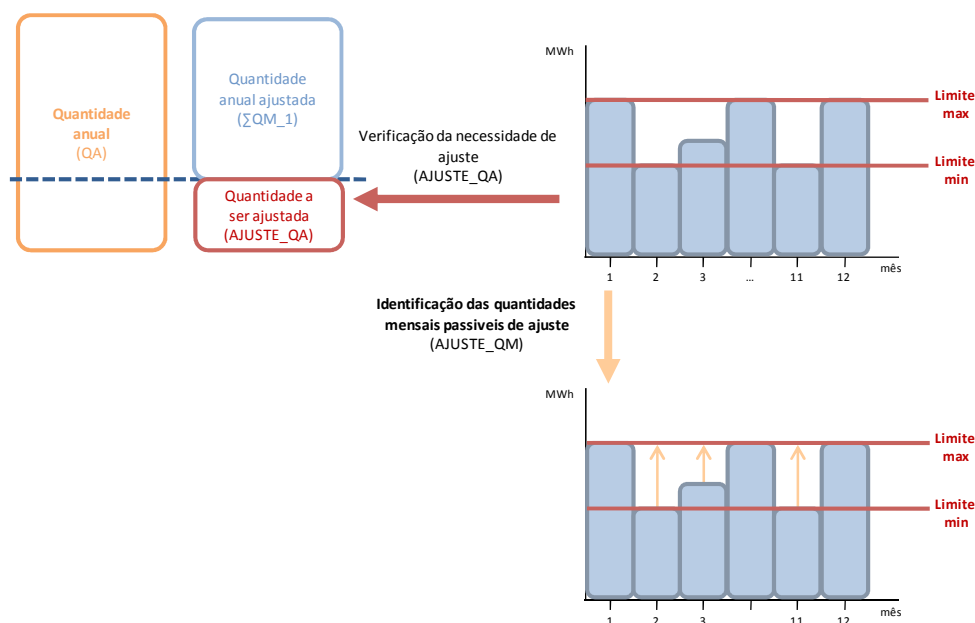 Quantidade
anual
(QA)
Quantidade
anual ajustada
(∑QM_1)
Quantidade a
ser ajustada
(AJUSTE_QA)
Verificação da necessidade de
ajuste
(AJUSTE_QA)
MWh
Limite
max
Limite
min
1 2 3 ... 11 12
mês
Identificação das quantidades
mensais passiveis de ajuste
(AJUSTE_QM)
MWh
Limite
max
Limite
min
1 2 3 ... 11 12
mês